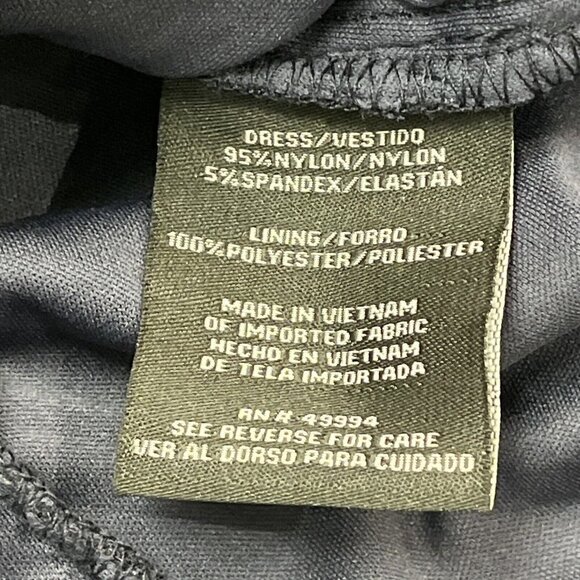 DRESS/VESTIDO
95%NYLON/NYLON
5%SPANDEX/ELASTÁN
LINING/FORRO
100%POLYESTER/POLIESTER
MADE IN VIETNAM
OF IMPORTED FABRIC
HECHO EN VIETNAM
DE TELA IMPORTADA
RN# 49994
SEE REVERSE FOR CARE
VER AL DORSO PARA CUIDADO